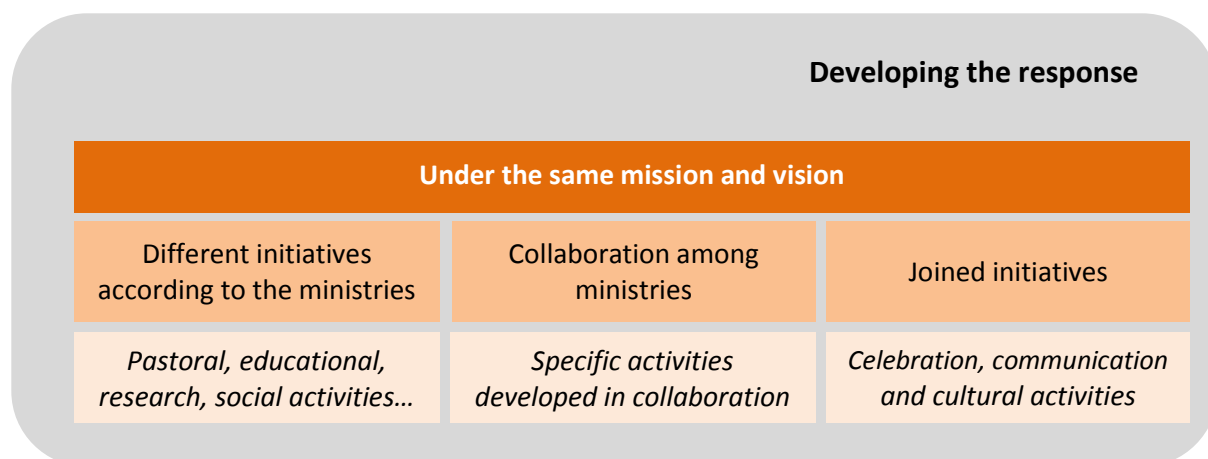 Developing the response
Under the same mission and vision
Different initiatives
according to the ministries
Collaboration among
ministries
Joined initiatives
Pastoral, educational,
research, social activities…
Specific activities
developed in collaboration
Celebration, communication
and cultural activities